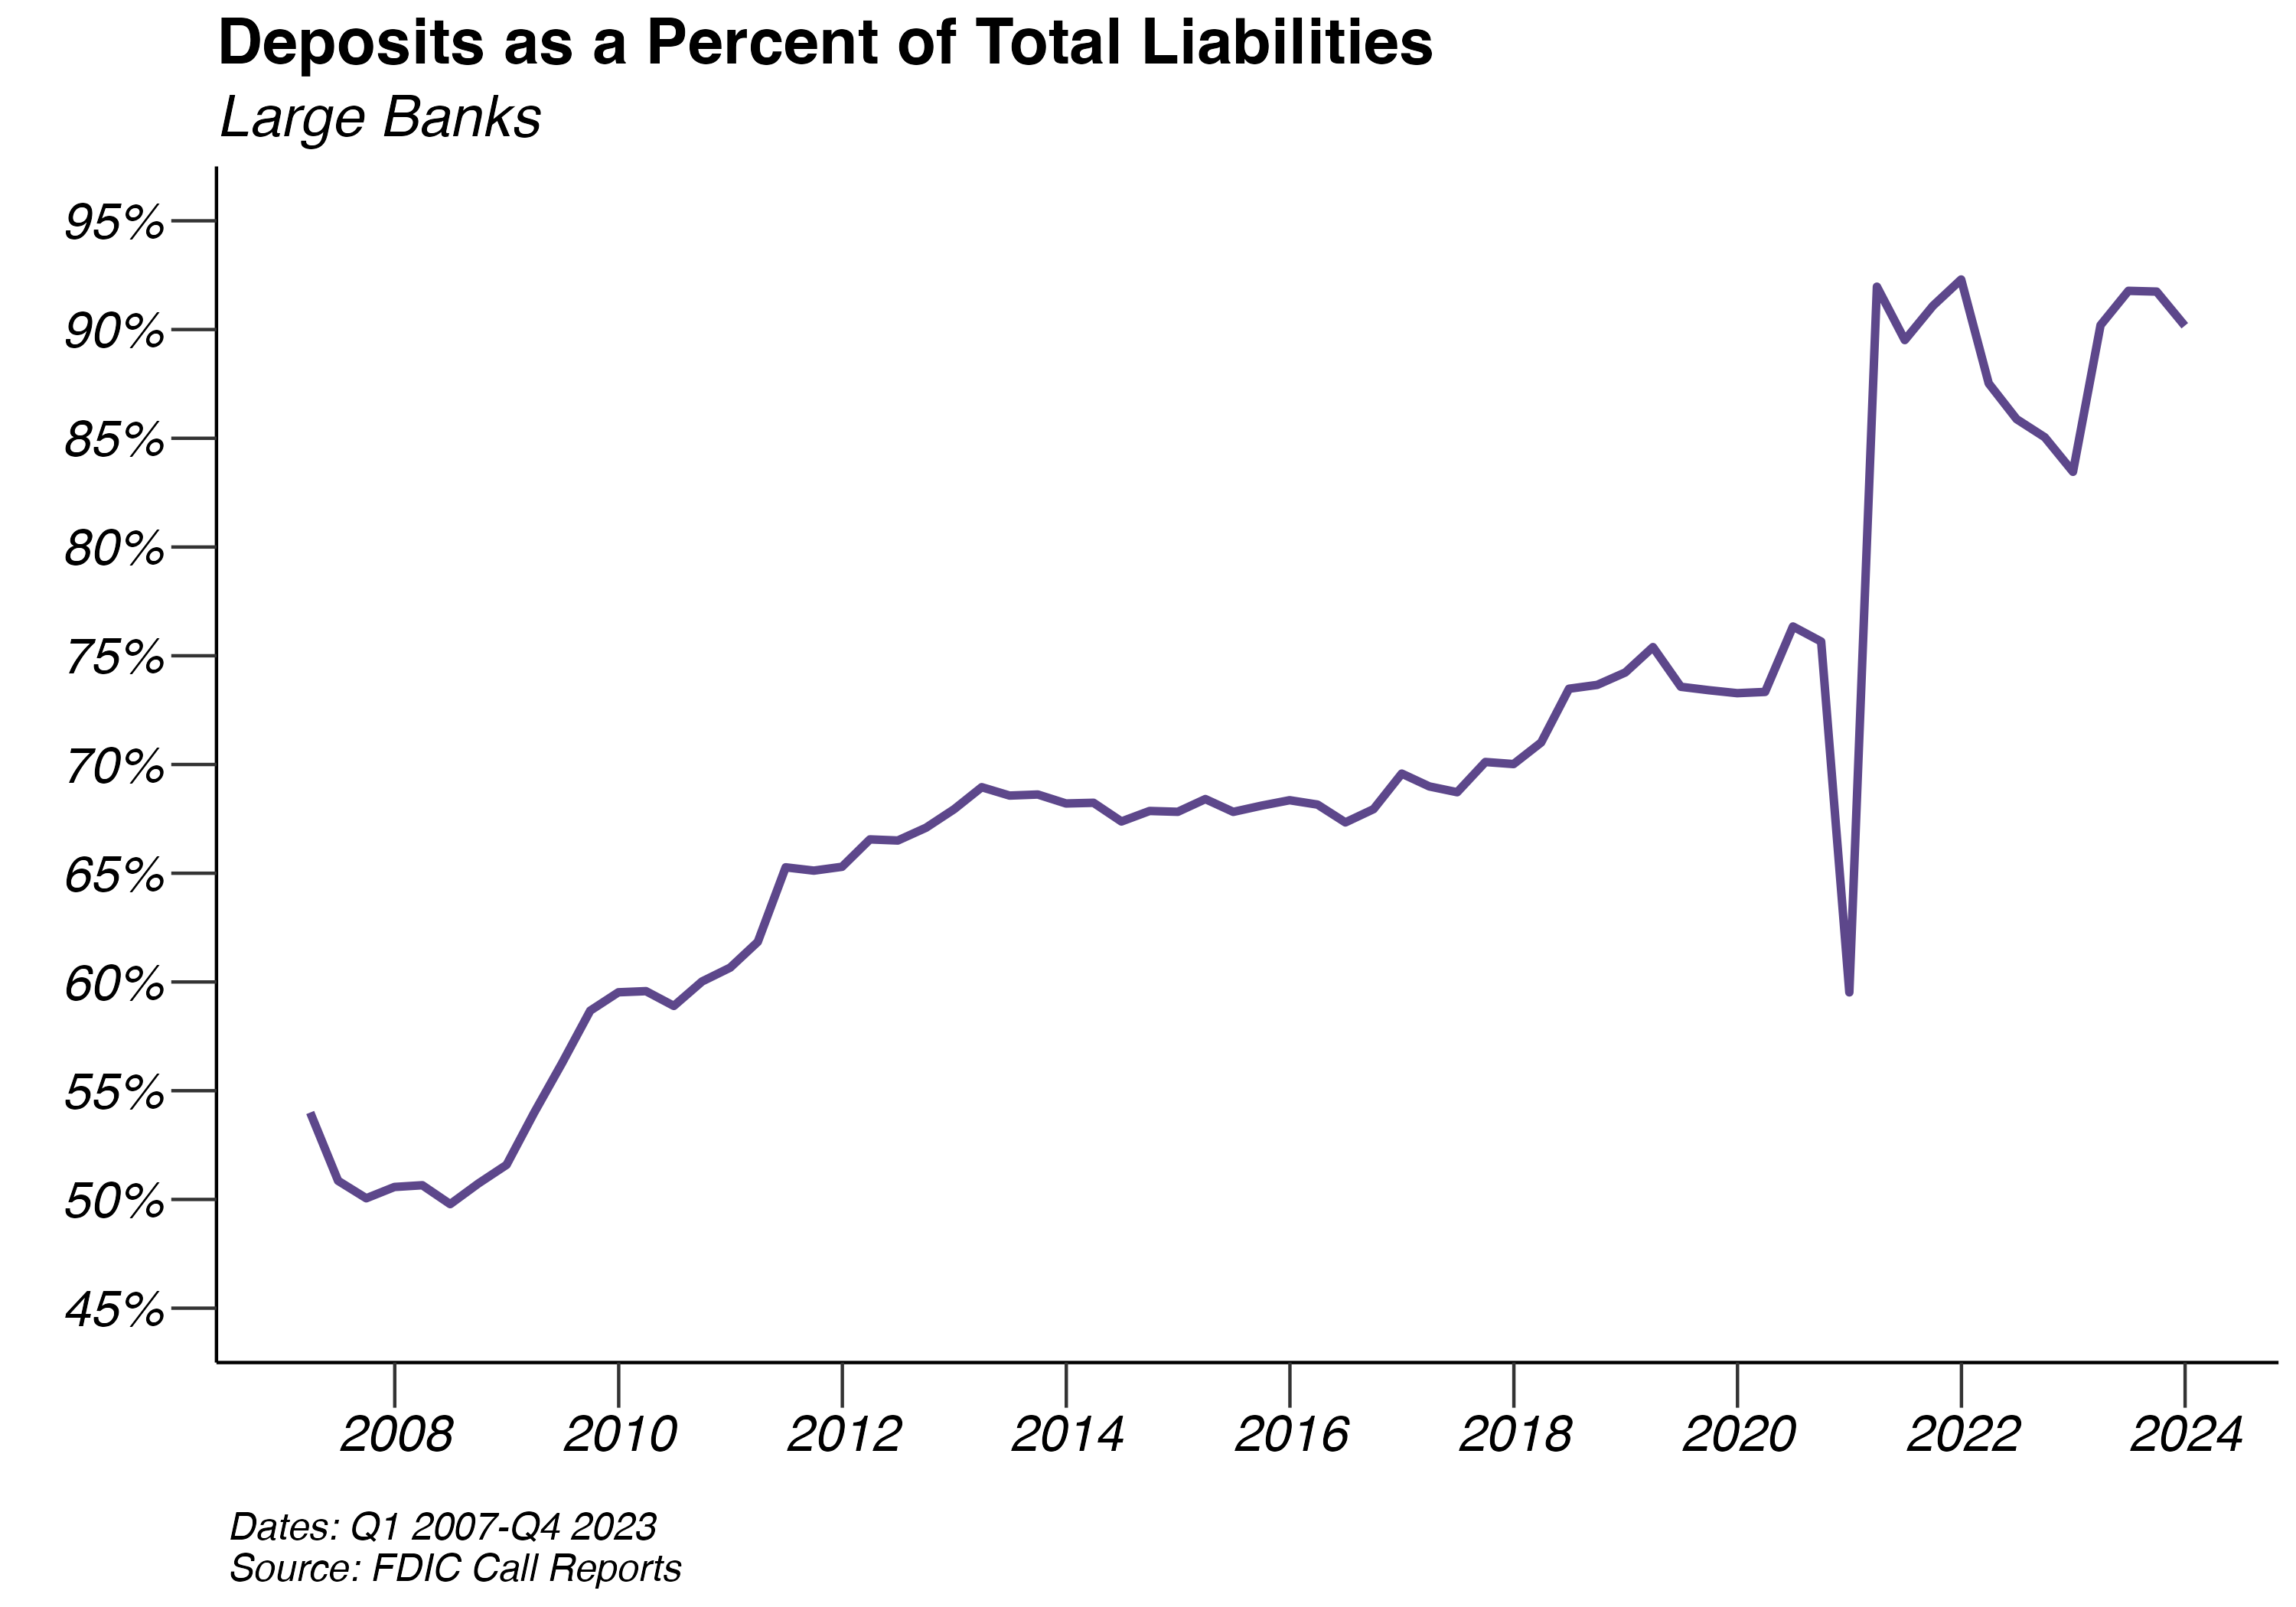 Deposits as a Percent of Total Liabilities
Large Banks
95%
90%
85%
80%
75%
70%
65%
60%
55%
50%
45%
2008 2010 2012 2014 2016 2018 2020 2022 2024
Dates: Q1 2007-Q4 2023
Source: FDIC Call Reports